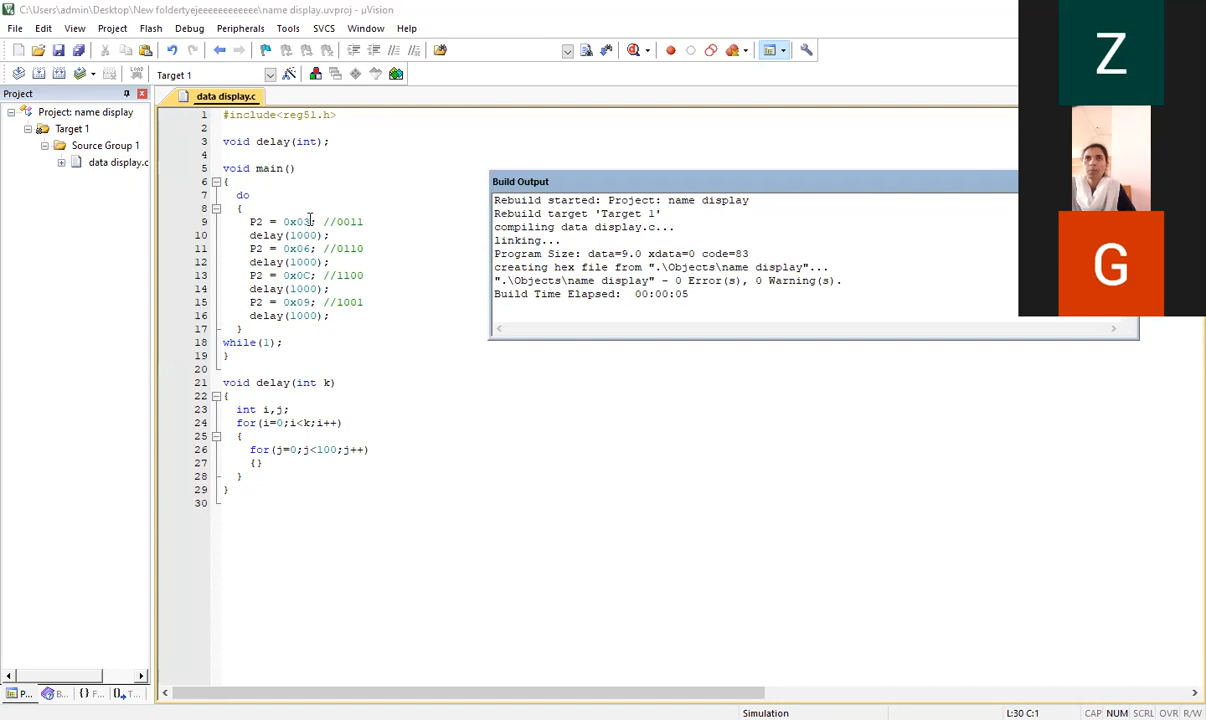 C:\Users\admin\Desktop\New foldertyejeeeeeeeeeeee\name display.uvproj - µVision
File Edit View Project Flash Debug Peripherals Tools SVCS Window Help
Target 1
Project
data display.c
Project: name display
Target 1
Source Group 1
data display.c
1 #include<reg51.h>
2
3 void delay(int);
4
5 void main()
6 {
7 do
8 {
9 P2 = 0x03; //0011
10 delay(1000);
11 P2 = 0x06; //0110
12 delay(1000);
13 P2 = 0x0C; //1100
14 delay(1000);
15 P2 = 0x09; //1001
16 delay(1000);
17 }
18 while(1);
19 }
20
21 void delay(int k)
22 {
23 int i,j;
24 for(i=0;i<k;i++)
25 {
26 for(j=0;j<100;j++)
27 {}
28 }
29 }
30
Build Output
Rebuild started: Project: name display
Rebuild target 'Target 1'
compiling data display.c...
linking...
Program Size: data=9.0 xdata=0 code=83
creating hex file from ".\Objects\name display"...
".\Objects\name display" - 0 Error(s), 0 Warning(s).
Build Time Elapsed: 00:00:05
Z
G
P... B... {} F... T...
Simulation L:30 C:1 CAP NUM SCRL OVR R/W